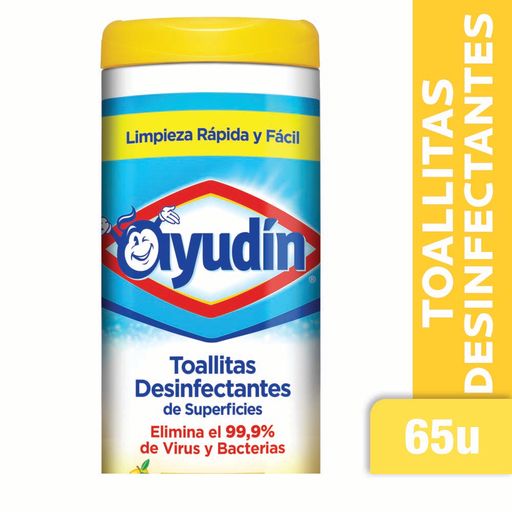 Limpieza Rápida y Fácil
Ayudín
®
Toallitas
Desinfectantes
de Superficies
Elimina el 99,9%
de Virus y Bacterias
TOALLITAS
DESINFECTANTES
65u